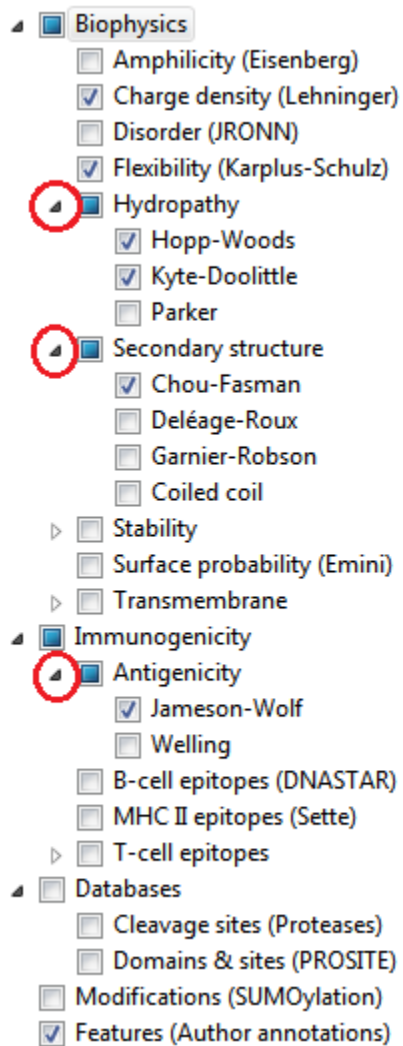 Biophysics
Amphilicity (Eisenberg)
Charge density (Lehninger)
Disorder (JRONN)
Flexibility (Karplus-Schulz)
Hydropathy
Hopp-Woods
Kyte-Doolittle
Parker
Secondary structure
Chou-Fasman
Deléage-Roux
Garnier-Robson
Coiled coil
Stability
Surface probability (Emini)
Transmembrane
Immunogenicity
Antigenicity
Jameson-Wolf
Welling
B-cell epitopes (DNASTAR)
MHC II epitopes (Sette)
T-cell epitopes
Databases
Cleavage sites (Proteases)
Domains & sites (PROSITE)
Modifications (SUMOylation)
Features (Author annotations)